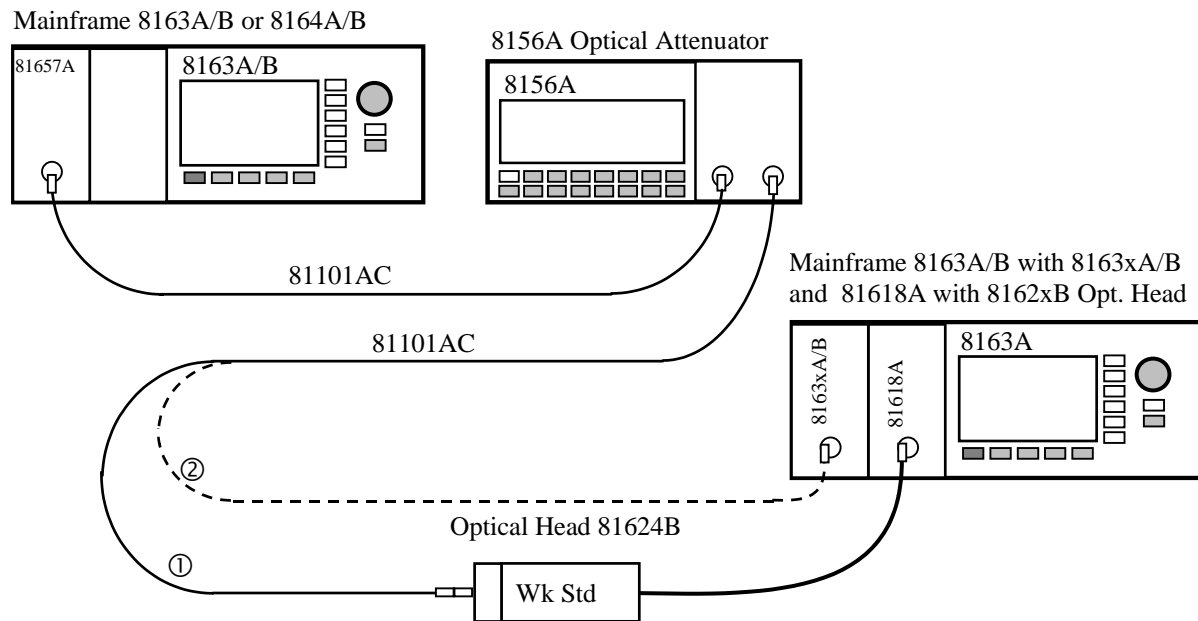 Mainframe 8163A/B or 8164A/B
81657A
8163A/B
8156A Optical Attenuator
8156A
81101AC
Mainframe 8163A/B with 8163xA/B
and 81618A with 8162xB Opt. Head
81101AC
8163xA/B
81618A
8163A
②
Optical Head 81624B
①
Wk Std